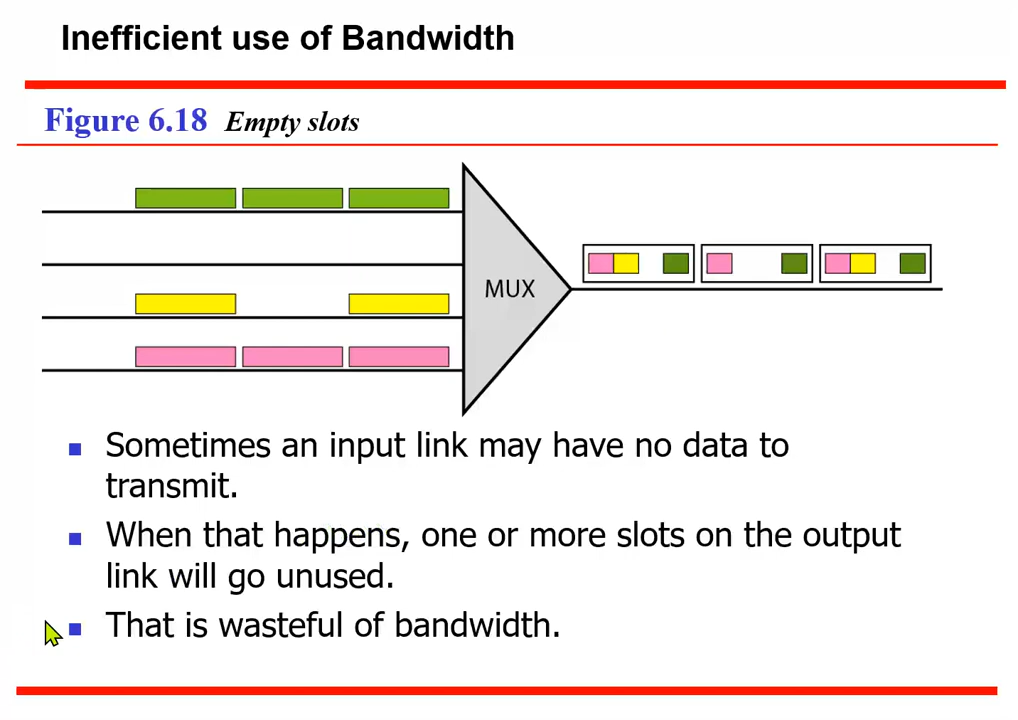 Inefficient use of Bandwidth
Figure 6.18 Empty slots
MUX
Sometimes an input link may have no data to
transmit.
When that happens, one or more slots on the output
link will go unused.
That is wasteful of bandwidth.